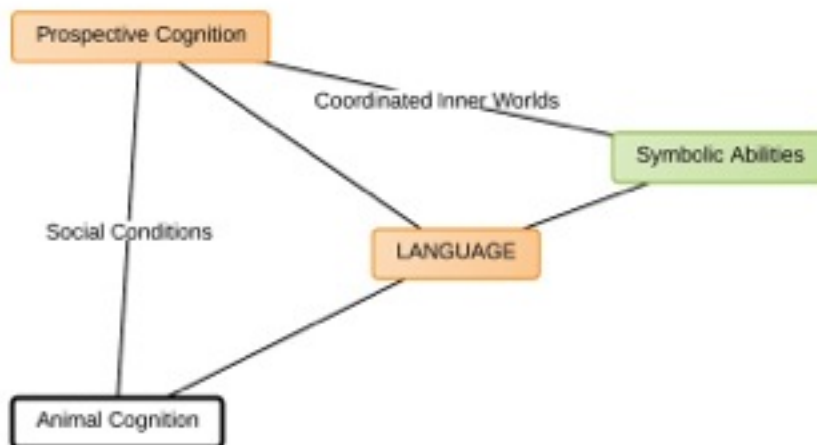 Prospective Cognition
Coordinated Inner Worlds
Symbolic Abilities
Social Conditions
LANGUAGE
Animal Cognition